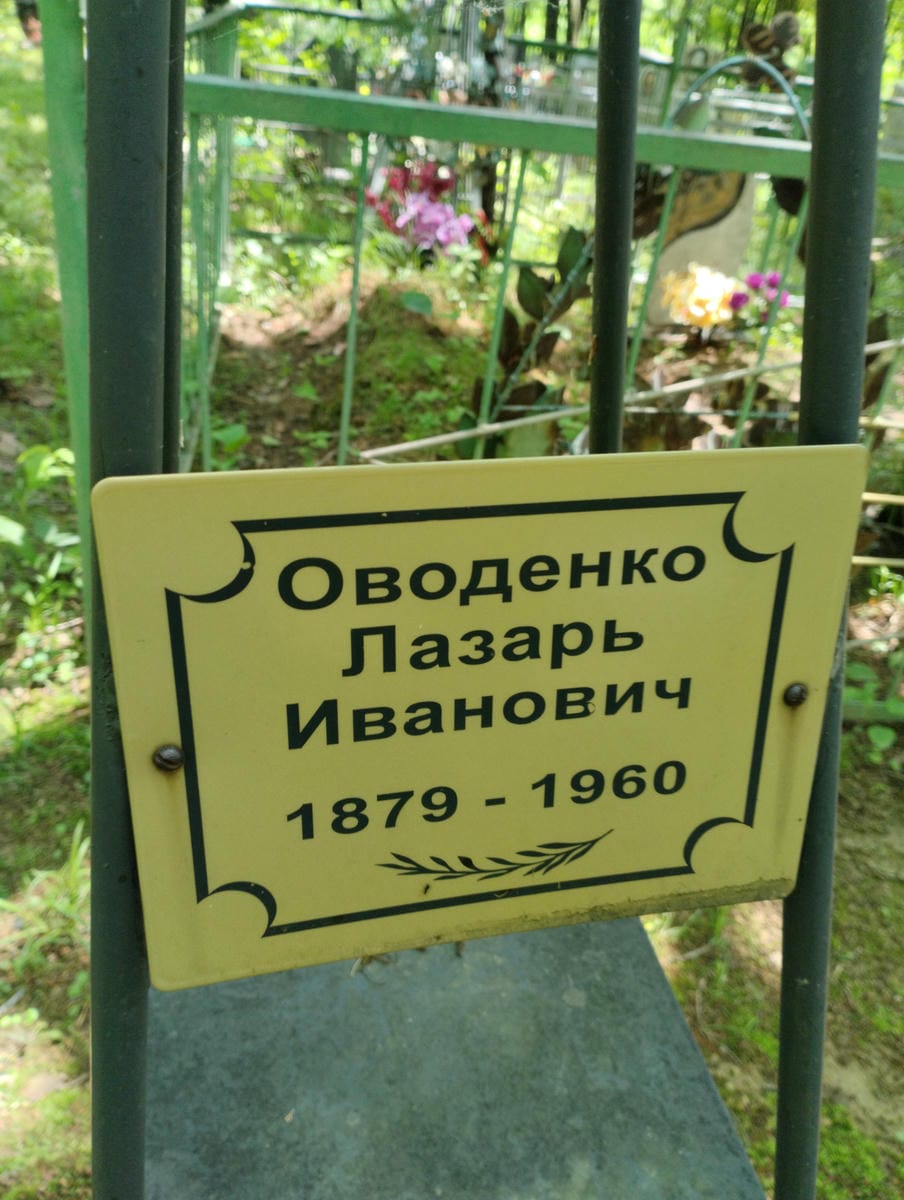 Оводенко
Лазарь
Иванович
1879 - 1960